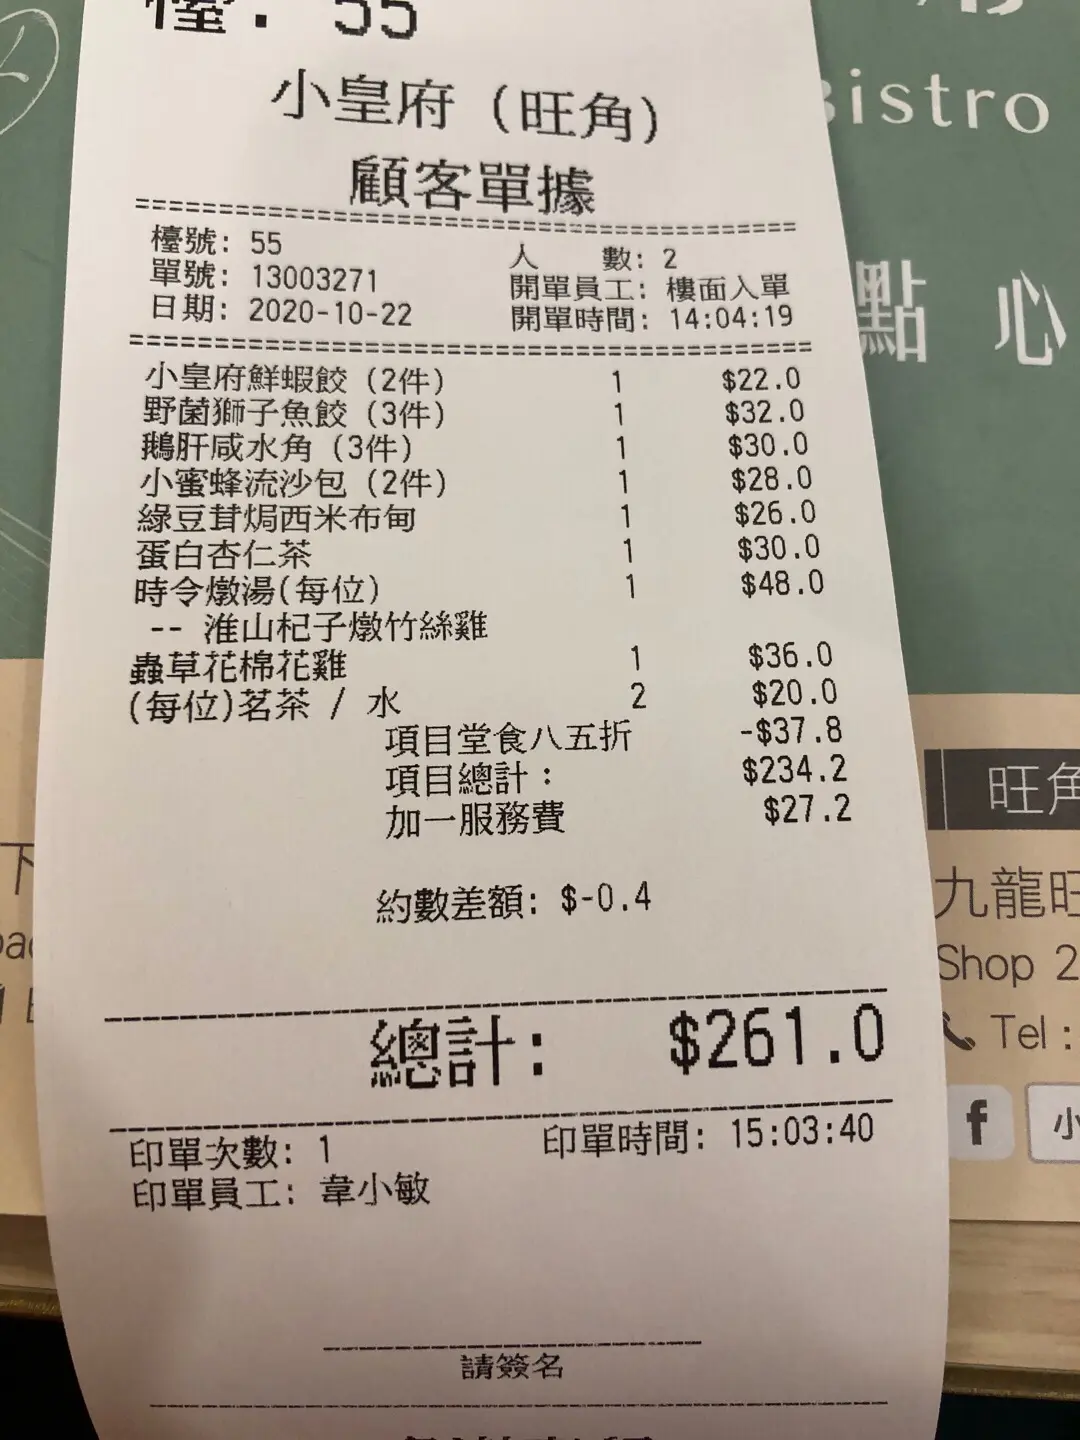 檯: 55
小皇府 (旺角)
顧客單據
檯號: 55 人 數: 2
單號: 13003271 開單員工: 樓面入單
日期: 2020-10-22 開單時間: 14:04:19
小皇府鮮蝦餃 (2件) 1 $22.0
野菌獅子魚餃 (3件) 1 $32.0
鵝肝咸水角 (3件) 1 $30.0
小蜜蜂流沙包 (2件) 1 $28.0
綠豆茸焗西米布甸 1 $26.0
蛋白杏仁茶 1 $30.0
時令燉湯(每位) 1 $48.0
-- 淮山杞子燉竹絲雞
蟲草花棉花雞 1 $36.0
(每位)茗茶 / 水 2 $20.0
項目堂食八五折 -$37.8
項目總計: $234.2
加一服務費 $27.2
約數差額: $-0.4
總計: $261.0
印單次數: 1 印單時間: 15:03:40
印單員工: 韋小敏
請簽名
Bistro
點 心
旺角
九龍旺
Shop 2
Tel :
f
小